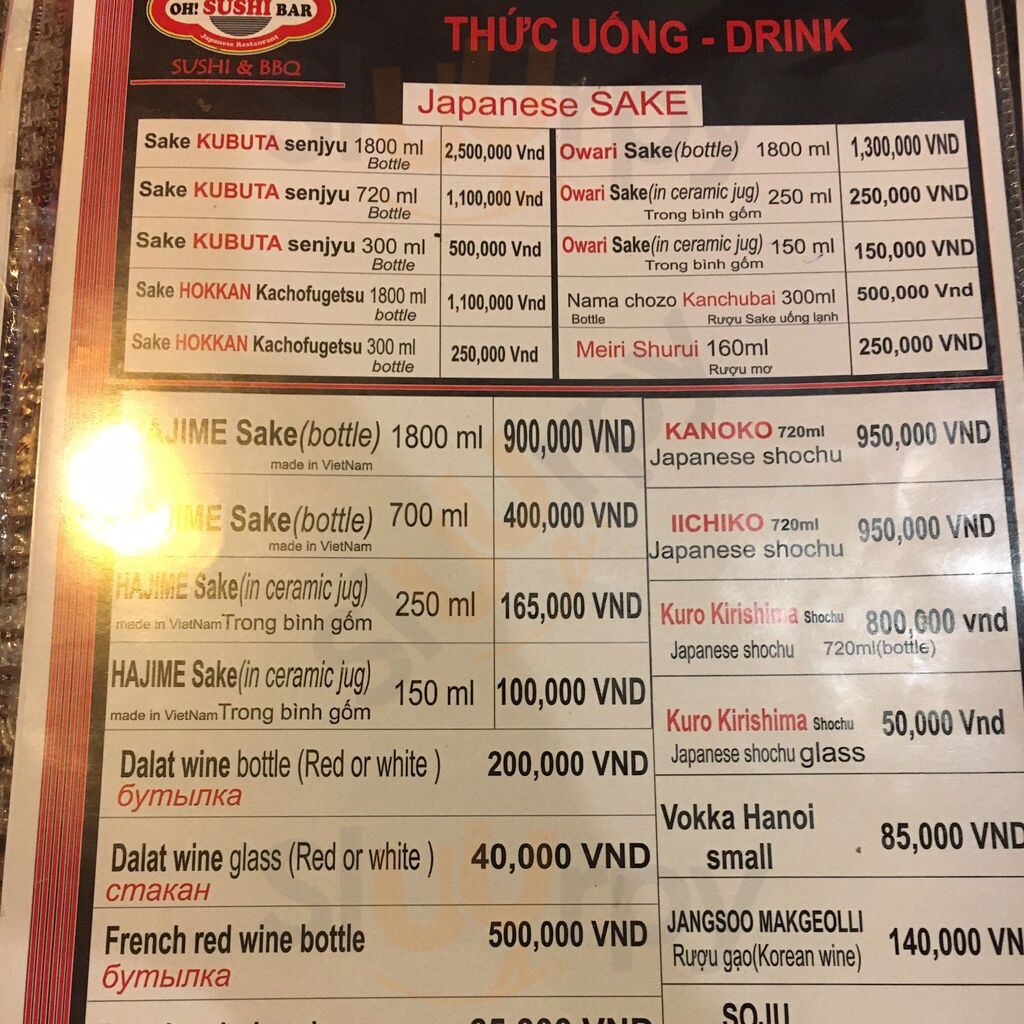 OH! SUSHI BAR
Japanese Restaurant
SUSHI & BBQ
THỨC UỐNG - DRINK
Japanese SAKE
Sake KUBUTA senjyu 1800 ml 2,500,000 Vnd
Bottle
Sake KUBUTA senjyu 720 ml 1,100,000 Vnd
Bottle
Sake KUBUTA senjyu 300 ml 500,000 Vnd
Bottle
Sake HOKKAN Kachofugetsu 1800 ml 1,100,000 Vnd
bottle
Sake HOKKAN Kachofugetsu 300 ml 250,000 Vnd
bottle
Owari Sake(bottle) 1800 ml 1,300,000 VND
Owari Sake(in ceramic jug) 250 ml 250,000 VND
Trong bình gốm
Owari Sake(in ceramic jug) 150 ml 150,000 VND
Trong bình gốm
Nama chozo Kanchubai 300ml 500,000 Vnd
Bottle Rượu Sake uống lạnh
Meiri Shurui 160ml 250,000 VND
Rượu mơ
HAJIME Sake(bottle) 1800 ml 900,000 VND
made in VietNam
HAJIME Sake(bottle) 700 ml 400,000 VND
made in VietNam
HAJIME Sake(in ceramic jug) 250 ml 165,000 VND
made in VietNam Trong bình gốm
HAJIME Sake(in ceramic jug) 150 ml 100,000 VND
made in VietNam Trong bình gốm
Dalat wine bottle (Red or white ) 200,000 VND
бутылка
Dalat wine glass (Red or white ) 40,000 VND
стакан
French red wine bottle 500,000 VND
бутылка
KANOKO 720ml 950,000 VND
Japanese shochu
IICHIKO 720ml 950,000 VND
Japanese shochu
Kuro Kirishima Shochu 800,000 vnd
Japanese shochu 720ml(bottle)
Kuro Kirishima Shochu 50,000 Vnd
Japanese shochu glass
Vokka Hanoi 85,000 VND
small
JANGSOO MAKGEOLLI 140,000 VN
Rượu gạo(Korean wine)
SOJU